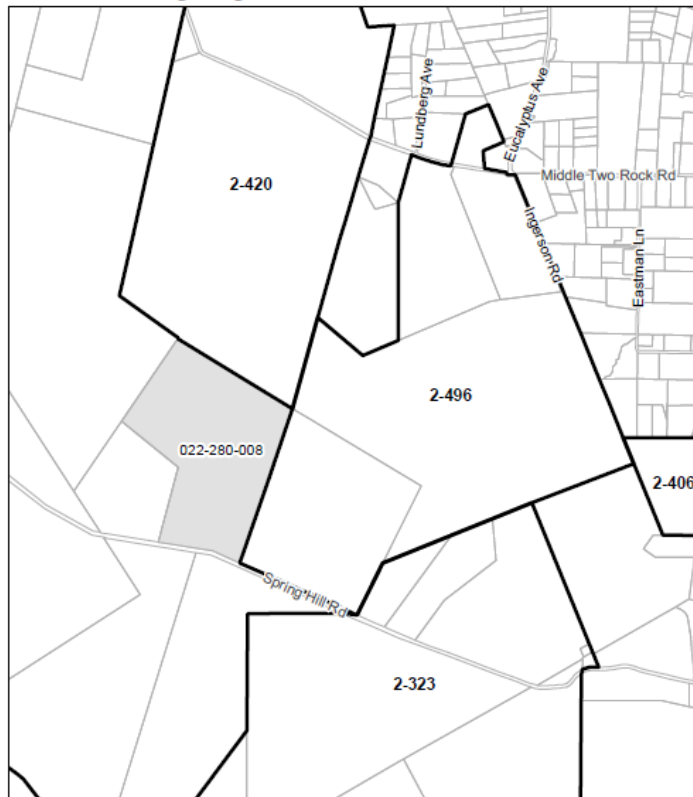 Lundberg Ave
Eucalyptus Ave
Middle Two Rock Rd
2-420
Ingerson Rd
Eastman Ln
2-496
022-280-008
2-406
Spring Hill Rd
2-323